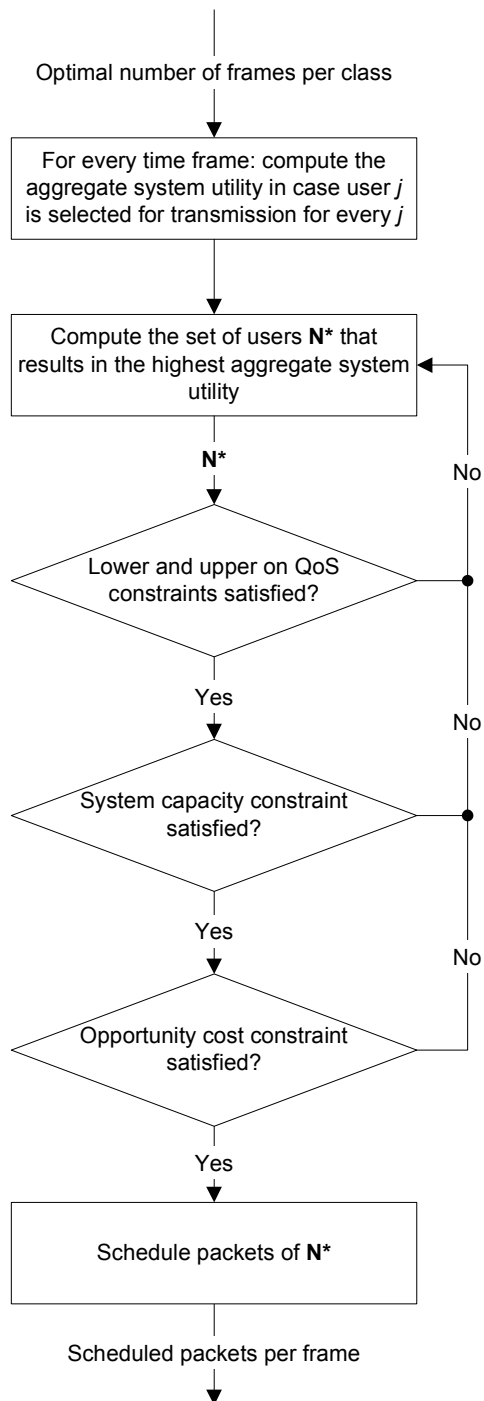 Optimal number of frames per class
For every time frame: compute the
aggregate system utility in case user j
is selected for transmission for every j
Compute the set of users N* that
results in the highest aggregate system
utility
N*
No
Lower and upper on QoS
constraints satisfied?
Yes
No
System capacity constraint
satisfied?
Yes
No
Opportunity cost constraint
satisfied?
Yes
Schedule packets of N*
Scheduled packets per frame